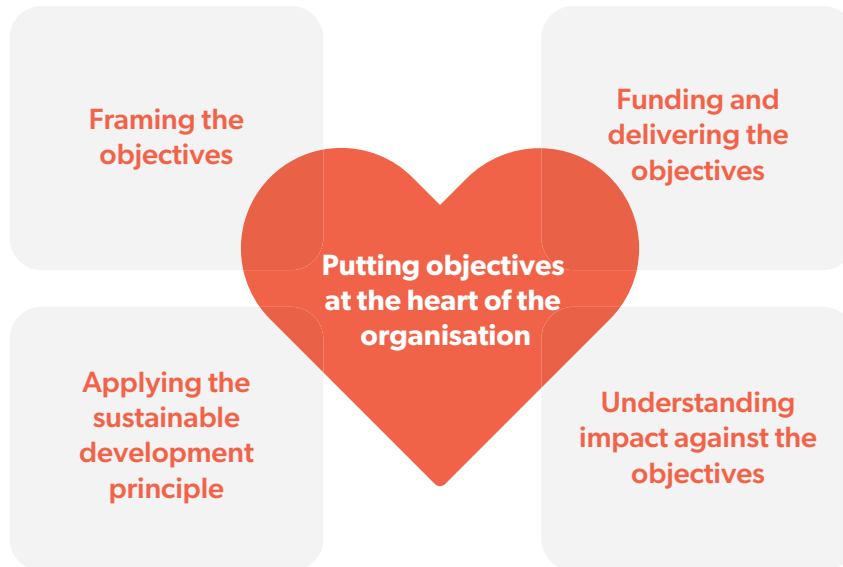 Framing the
objectives
Funding and
delivering the
objectives
Putting objectives
at the heart of the
organisation
Applying the
sustainable
development
principle
Understanding
impact against the
objectives